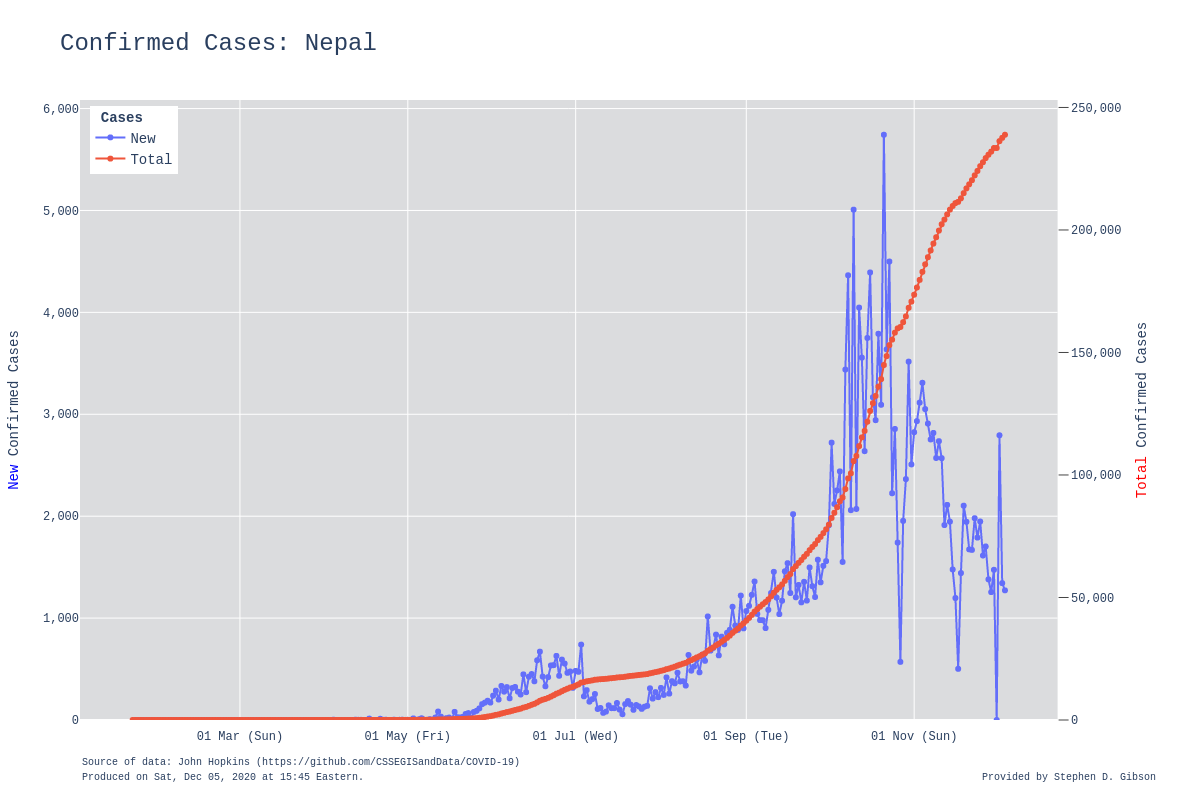 Confirmed Cases: Nepal
Cases
New
Total
6,000
5,000
4,000
3,000
2,000
1,000
0
250,000
200,000
150,000
100,000
50,000
0
New Confirmed Cases
Total Confirmed Cases
01 Mar (Sun) 01 May (Fri) 01 Jul (Wed) 01 Sep (Tue) 01 Nov (Sun)
Source of data: John Hopkins (https://github.com/CSSEGISandData/COVID-19)
Produced on Sat, Dec 05, 2020 at 15:45 Eastern.
Provided by Stephen D. Gibson